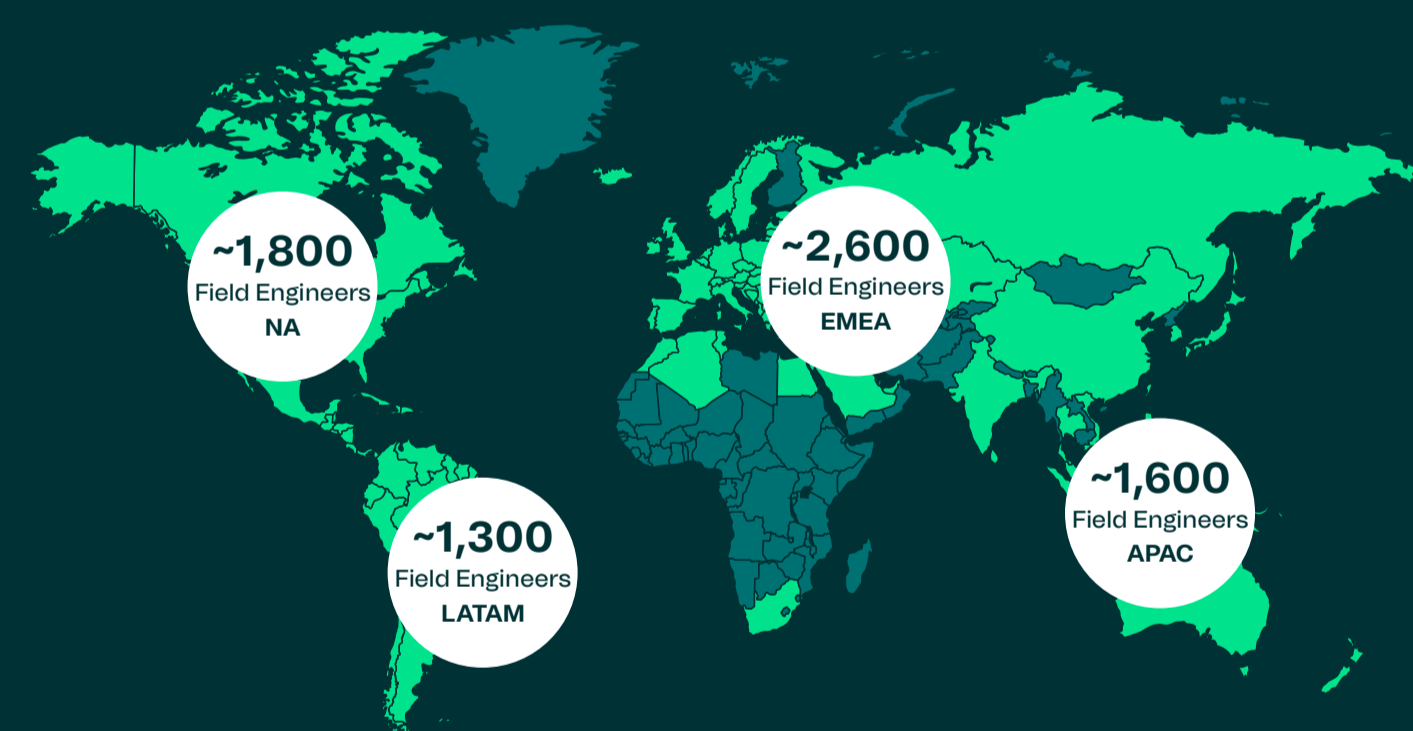 ~1,800
Field Engineers
NA
~2,600
Field Engineers
EMEA
~1,300
Field Engineers
LATAM
~1,600
Field Engineers
APAC